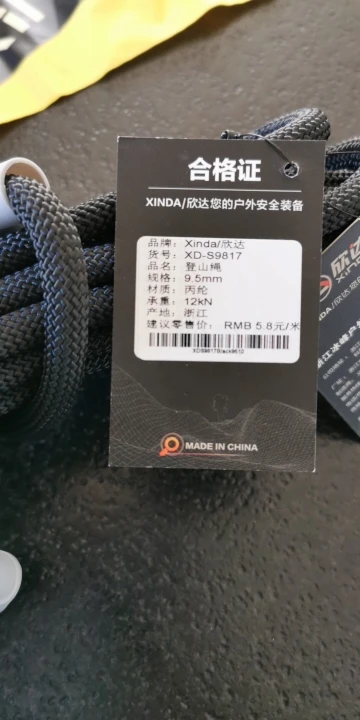 合格证
XINDA/欣达您的户外安全装备
品牌: Xinda/欣达
货号: XD-S9817
品名: 登山绳
规格: 9.5mm
材质: 丙纶
承重: 12kN
产地: 浙江
建议零售价: RMB 5.8元/米
MADE IN CHINA
欣达